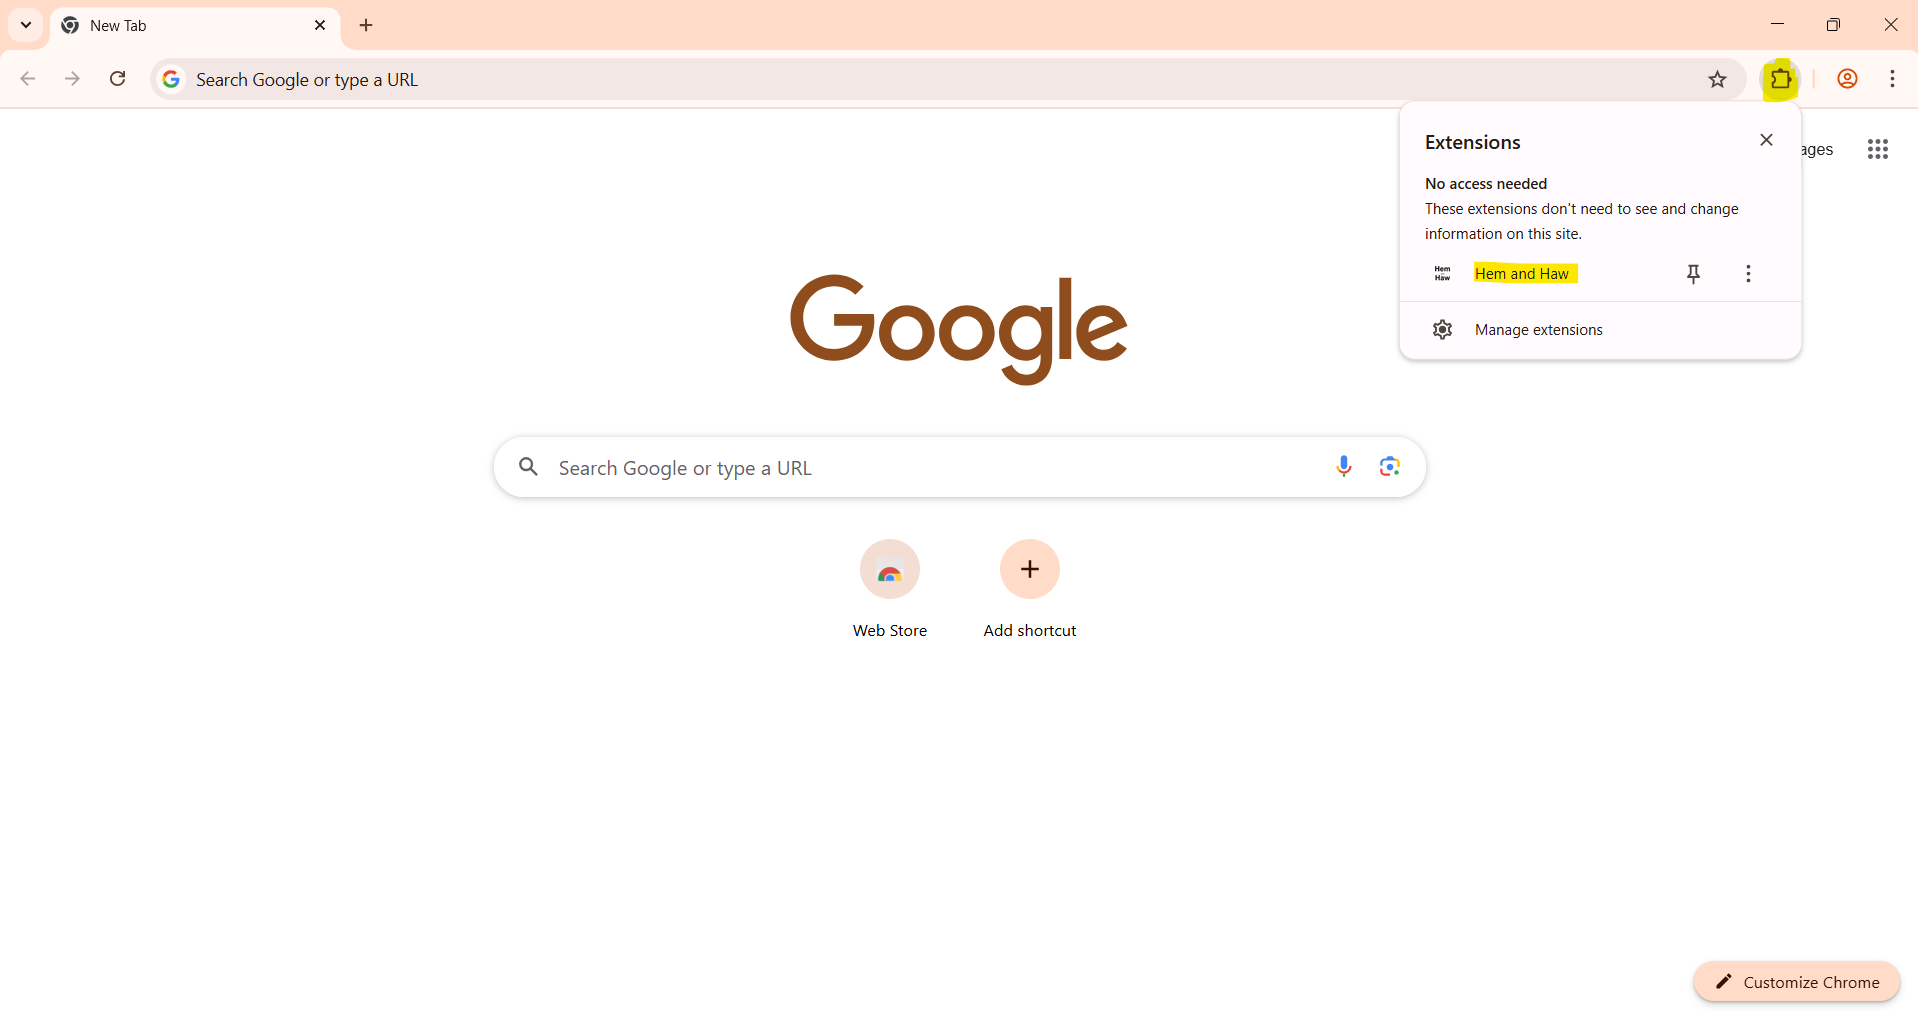 New Tab
Search Google or type a URL
Extensions
ages
No access needed
These extensions don't need to see and change
information on this site.
Hem
Haw
Hem and Haw
Manage extensions
Google
Search Google or type a URL
Web Store
Add shortcut
Customize Chrome